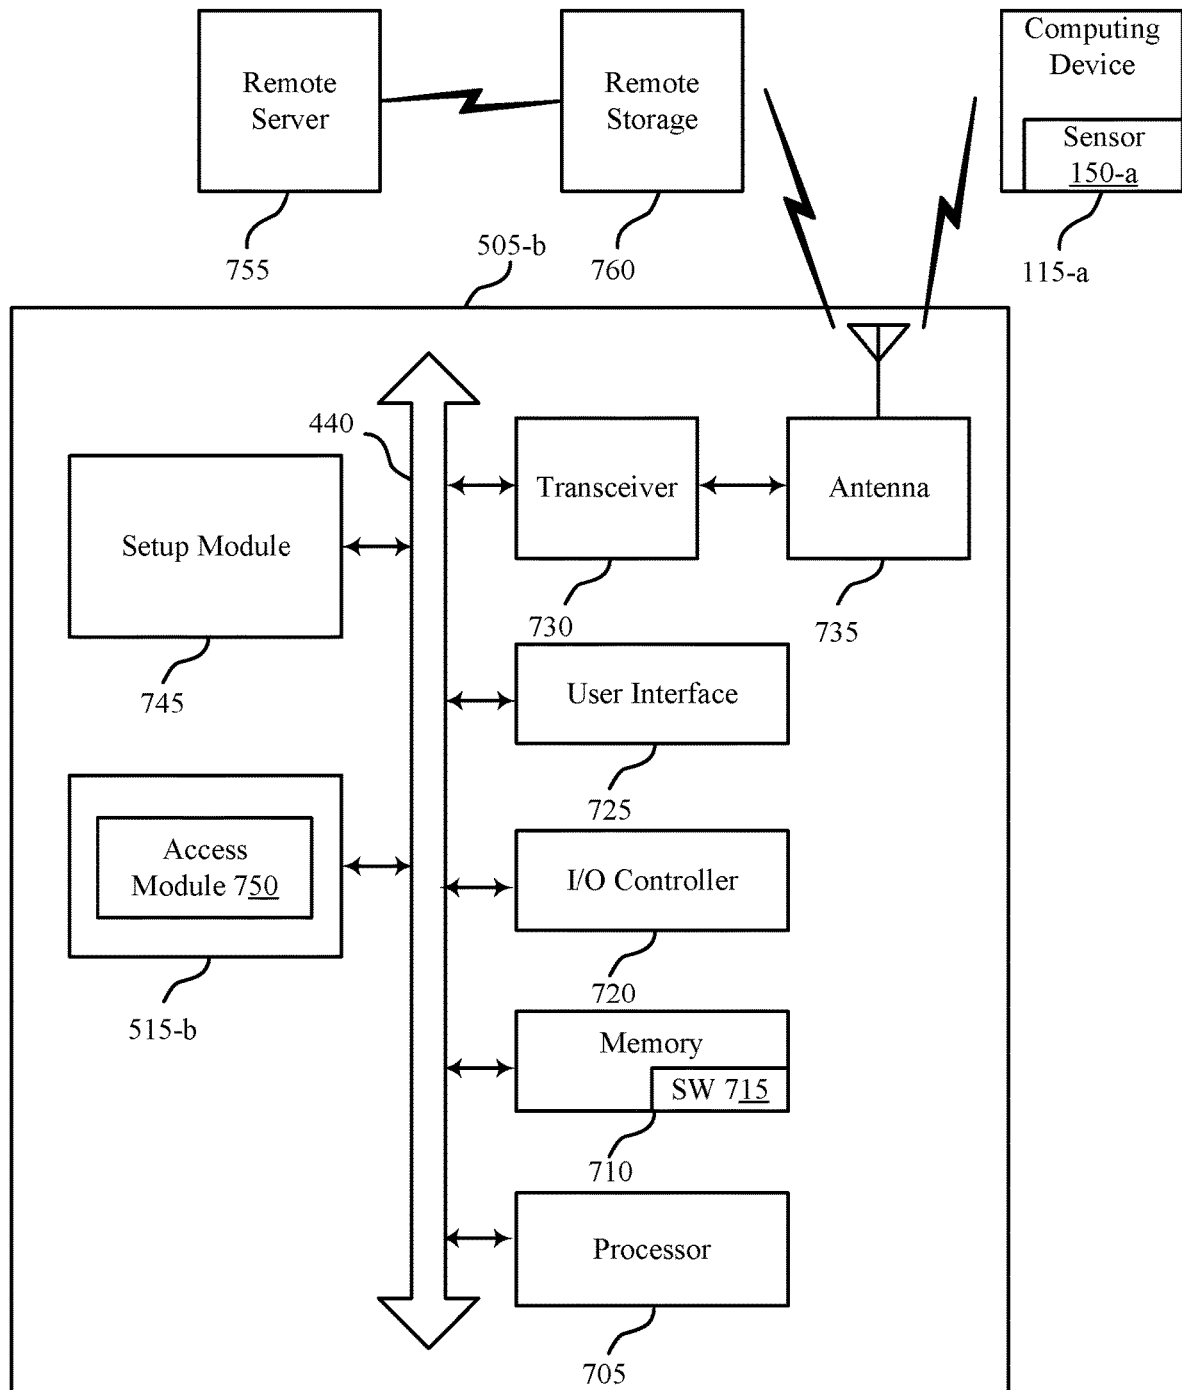 Remote
Server
Remote
Storage
Computing
Device
Sensor
150-a
755
505-b
760
115-a
440
Transceiver
Antenna
Setup Module
730
735
745
User Interface
725
Access
Module 750
I/O Controller
515-b
720
Memory
SW 715
710
Processor
705